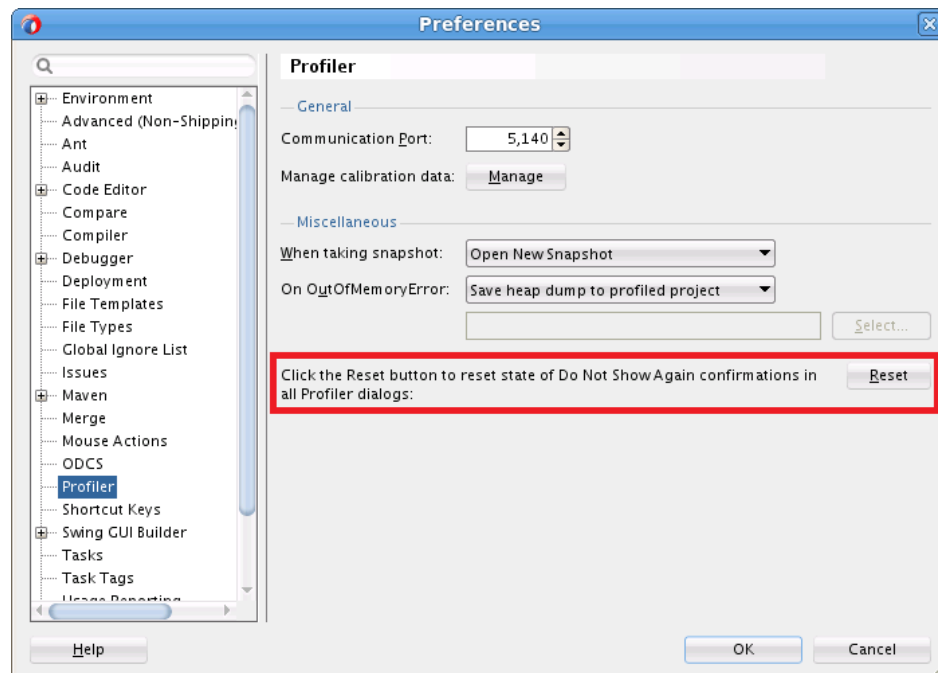 Preferences
Environment
Advanced (Non-Shipping
Ant
Audit
Code Editor
Compare
Compiler
Debugger
Deployment
File Templates
File Types
Global Ignore List
Issues
Maven
Merge
Mouse Actions
ODCS
Profiler
Shortcut Keys
Swing GUI Builder
Tasks
Task Tags
Usage Reporting
Profiler
General
Communication Port: 5,140
Manage calibration data: Manage
Miscellaneous
When taking snapshot: Open New Snapshot
On OutOfMemoryError: Save heap dump to profiled project
Select...
Click the Reset button to reset state of Do Not Show Again confirmations in Reset
all Profiler dialogs:
Help OK Cancel